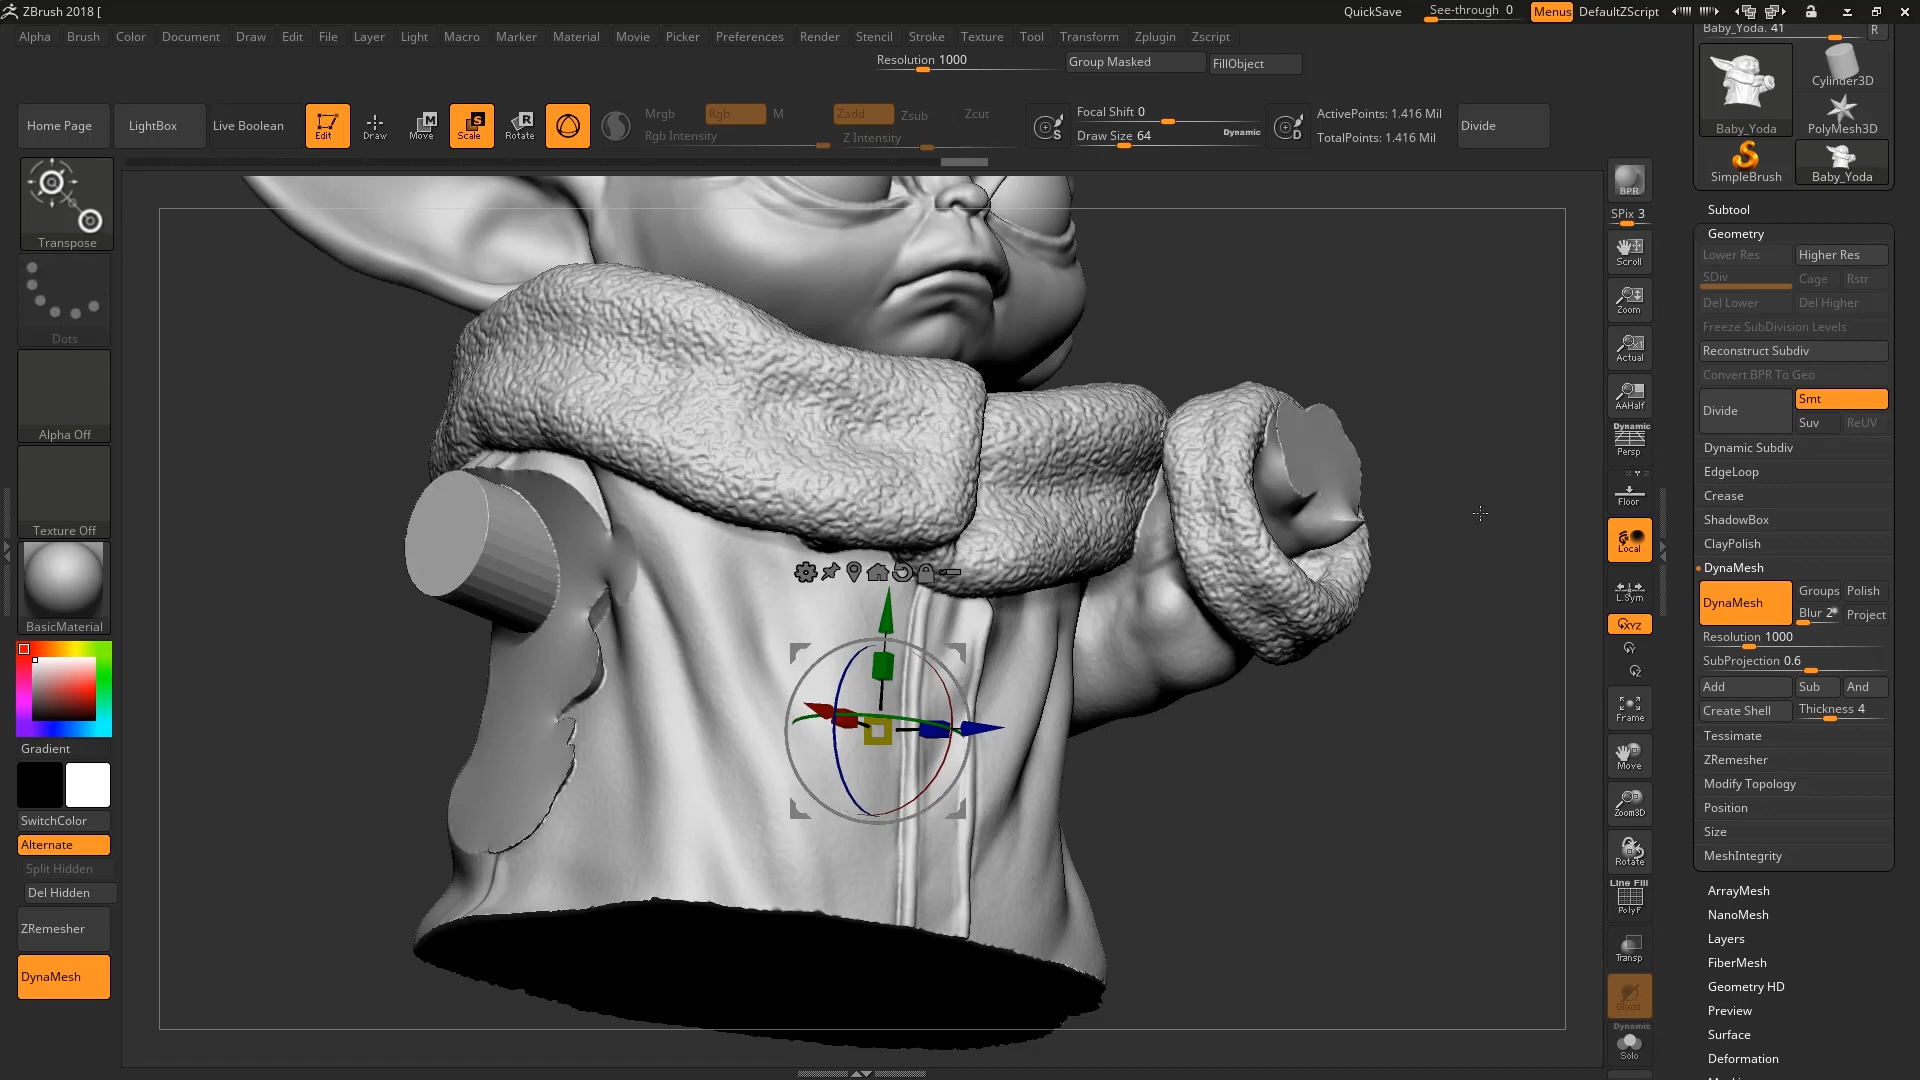 ZBrush 2018 [
QuickSave
See-through 0
Menus
DefaultZScript
Alpha Brush Color Document Draw Edit File Layer Light Macro Marker Material Movie Picker Preferences Render Stencil Stroke Texture Tool Transform Zplugin Zscript
Resolution 1000
Group Masked
FillObject
Home Page
LightBox
Live Boolean
Edit
Draw
M
Move
S
Scale
R
Rotate
Mrgb
Rgb
M
Rgb Intensity
Zadd
Zsub
Zcut
Z Intensity
S
Focal Shift 0
Draw Size 64
Dynamic
D
ActivePoints: 1.416 Mil
TotalPoints: 1.416 Mil
Divide
Transpose
Dots
Alpha Off
Texture Off
BasicMaterial
Gradient
SwitchColor
Alternate
Split Hidden
Del Hidden
ZRemesher
DynaMesh
BPR
SPix 3
Scroll
Zoom
Actual
AAHalf
Dynamic
Persp
Floor
Local
L.Sym
XYZ
Y
Z
Frame
Move
Zoom3D
Rotate
Line Fill
PolyF
Transp
Ghost
Dynamic
Solo
Baby_Yoda. 41
R
Baby_Yoda
Cylinder3D
PolyMesh3D
SimpleBrush
Baby_Yoda
Subtool
Geometry
Lower Res
Higher Res
SDiv
Cage
Rstr
Del Lower
Del Higher
Freeze SubDivision Levels
Reconstruct Subdiv
Convert BPR To Geo
Divide
Smt
Suv
ReUV
Dynamic Subdiv
EdgeLoop
Crease
ShadowBox
ClayPolish
DynaMesh
DynaMesh
Groups
Polish
Blur 2
Project
Resolution 1000
SubProjection 0.6
Add
Sub
And
Create Shell
Thickness 4
Tessimate
ZRemesher
Modify Topology
Position
Size
MeshIntegrity
ArrayMesh
NanoMesh
Layers
FiberMesh
Geometry HD
Preview
Surface
Deformation